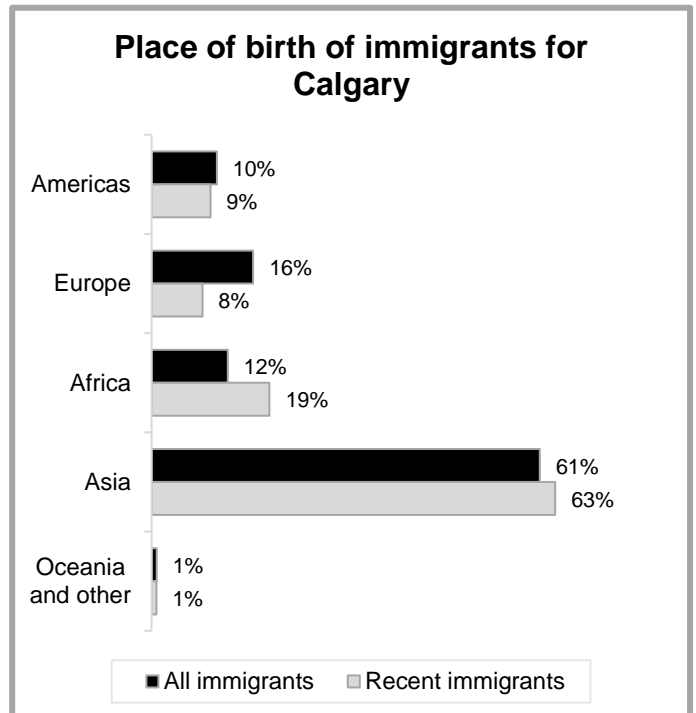 Place of birth of immigrants for
Calgary
Americas
10%
9%
Europe
16%
8%
Africa
12%
19%
Asia
61%
63%
Oceania
and other
1%
1%
All immigrants Recent immigrants